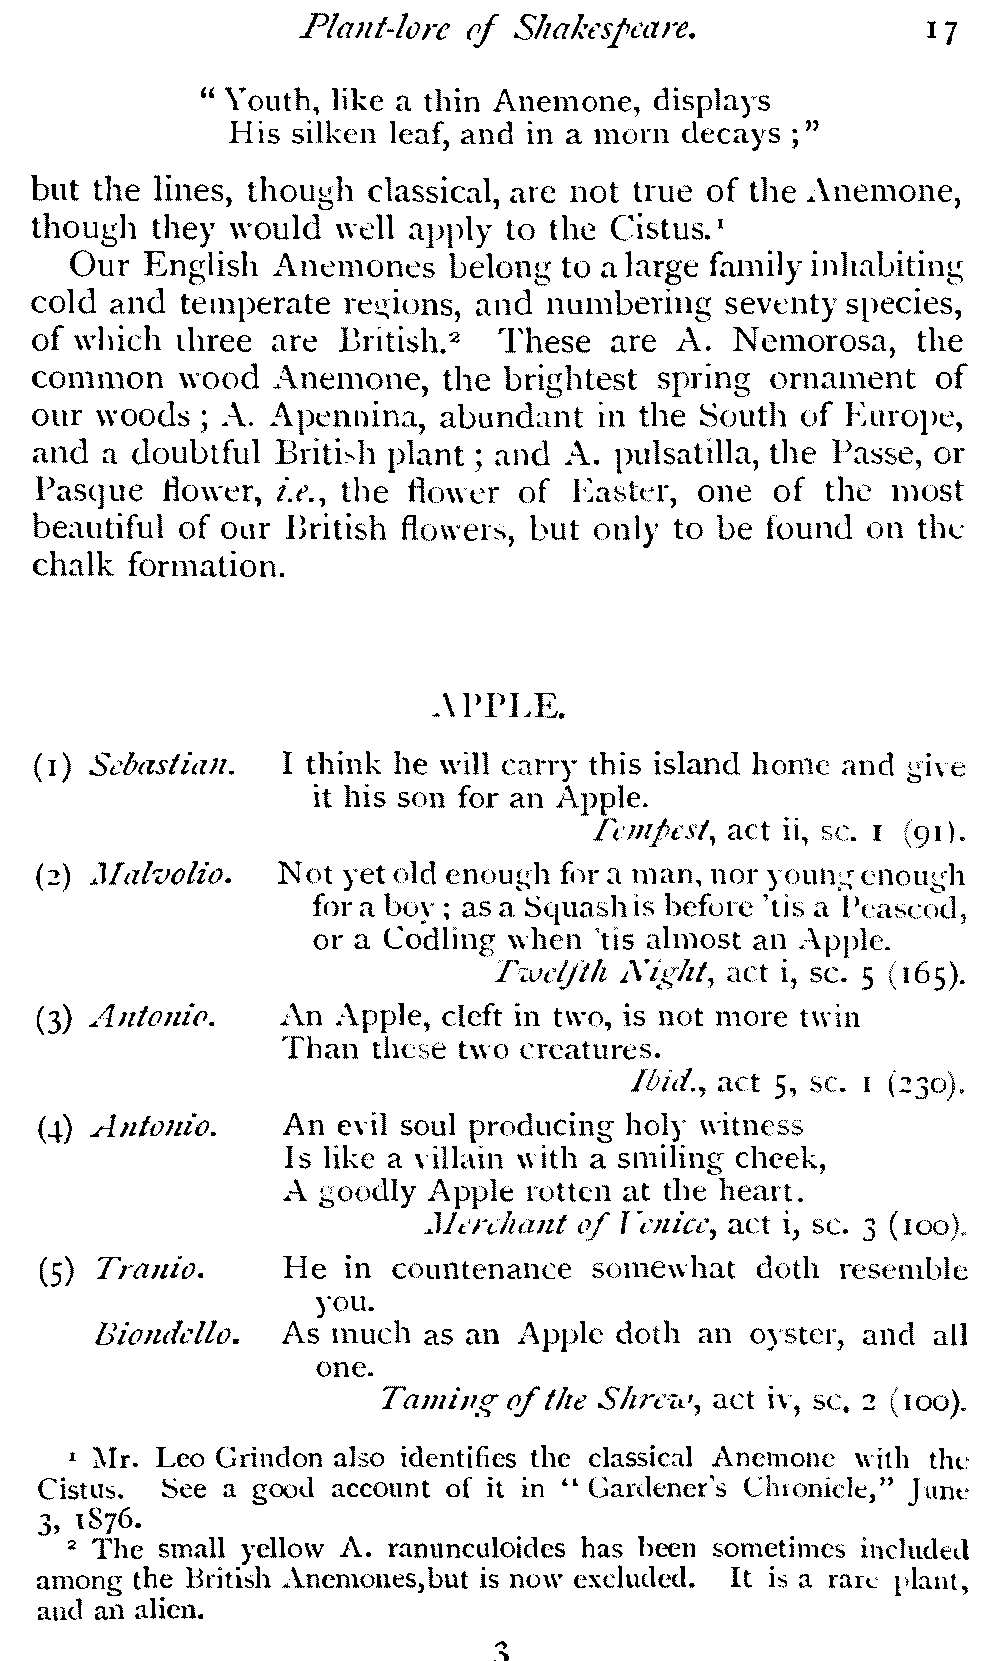 Plant-lore of Shakespeare. 17
“ Youth, like a thin Anemone, displays
His silken leaf, and in a morn decays ;”
but the lines, though classical, are not true of the Anemone,
though they would well apply to the Cistus.¹
Our English Anemones belong to a large family inhabiting
cold and temperate regions, and numbering seventy species,
of which three are British.² These are A. Nemorosa, the
common wood Anemone, the brightest spring ornament of
our woods ; A. Apennina, abundant in the South of Europe,
and a doubtful British plant ; and A. pulsatilla, the Passe, or
Pasque flower, i.e., the flower of Easter, one of the most
beautiful of our British flowers, but only to be found on the
chalk formation.
APPLE.
(1) Sebastian. I think he will carry this island home and give
it his son for an Apple.
Tempest, act ii, sc. 1 (91).
(2) Malvolio. Not yet old enough for a man, nor young enough
for a boy ; as a Squash is before ’tis a Peascod,
or a Codling when ’tis almost an Apple.
Twelfth Night, act i, sc. 5 (165).
(3) Antonio. An Apple, cleft in two, is not more twin
Than these two creatures.
Ibid., act 5, sc. 1 (230).
(4) Antonio. An evil soul producing holy witness
Is like a villain with a smiling cheek,
A goodly Apple rotten at the heart.
Merchant of Venice, act i, sc. 3 (100).
(5) Tranio. He in countenance somewhat doth resemble
you.
Biondello. As much as an Apple doth an oyster, and all
one.
Taming of the Shrew, act iv, sc. 2 (100).
¹ Mr. Leo Grindon also identifies the classical Anemone with the
Cistus. See a good account of it in “ Gardener’s Chronicle,” June
3, 1876.
² The small yellow A. ranunculoides has been sometimes included
among the British Anemones, but is now excluded. It is a rare plant,
and an alien.
3